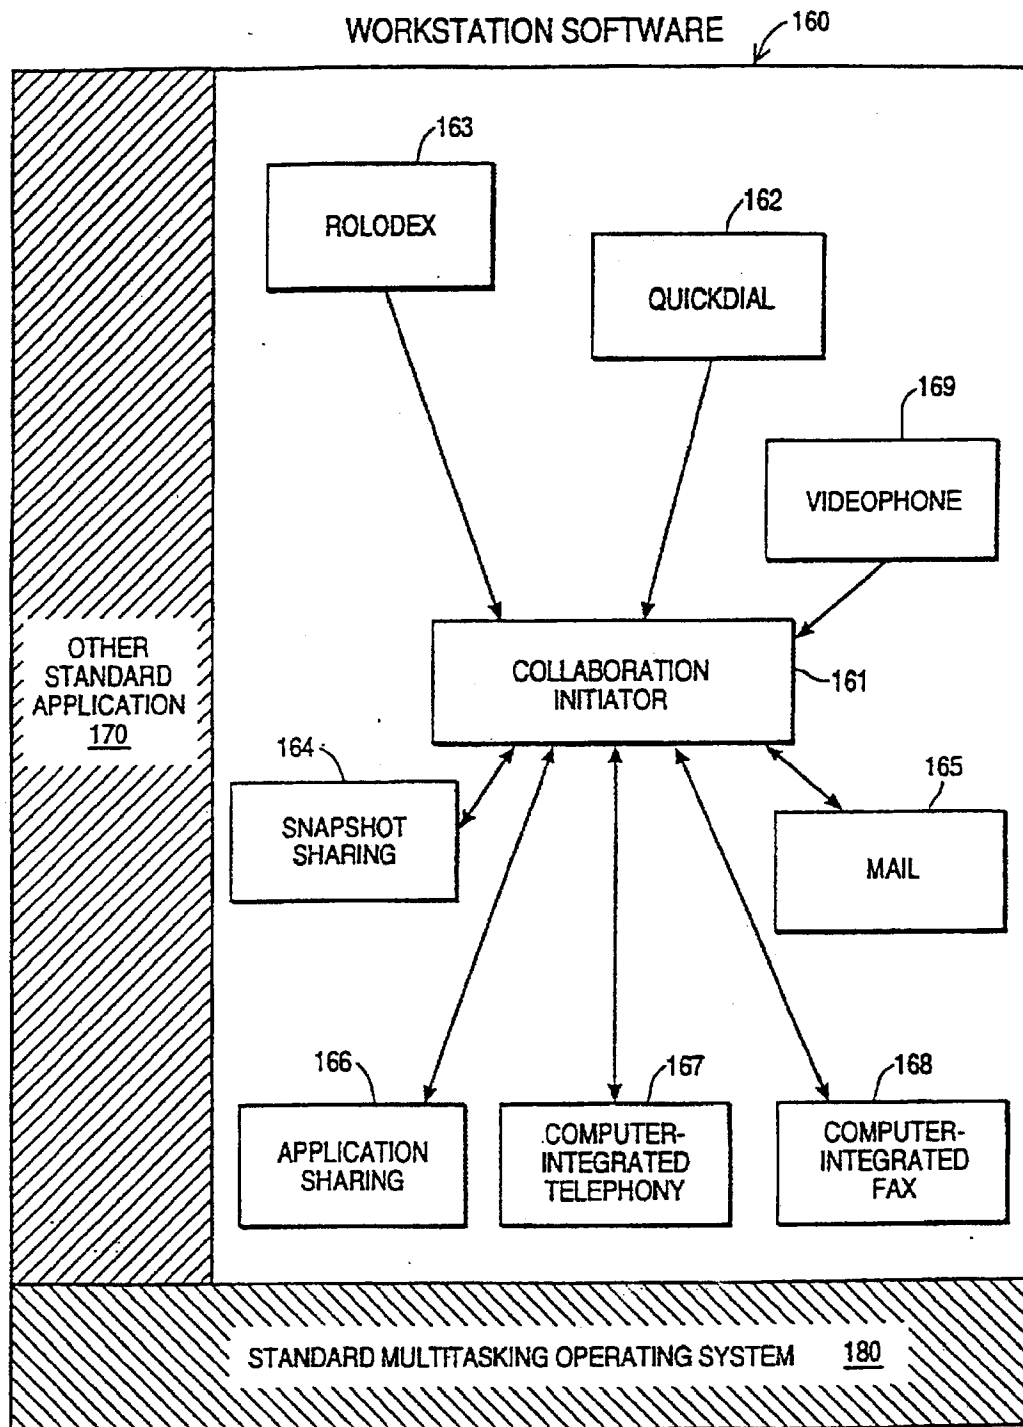 WORKSTATION SOFTWARE
160
163
ROLODEX
162
QUICKDIAL
169
VIDEOPHONE
COLLABORATION
INITIATOR
161
OTHER
STANDARD
APPLICATION
170
164
SNAPSHOT
SHARING
165
MAIL
166
APPLICATION
SHARING
167
COMPUTER-
INTEGRATED
TELEPHONY
168
COMPUTER-
INTEGRATED
FAX
STANDARD MULTITASKING OPERATING SYSTEM 180